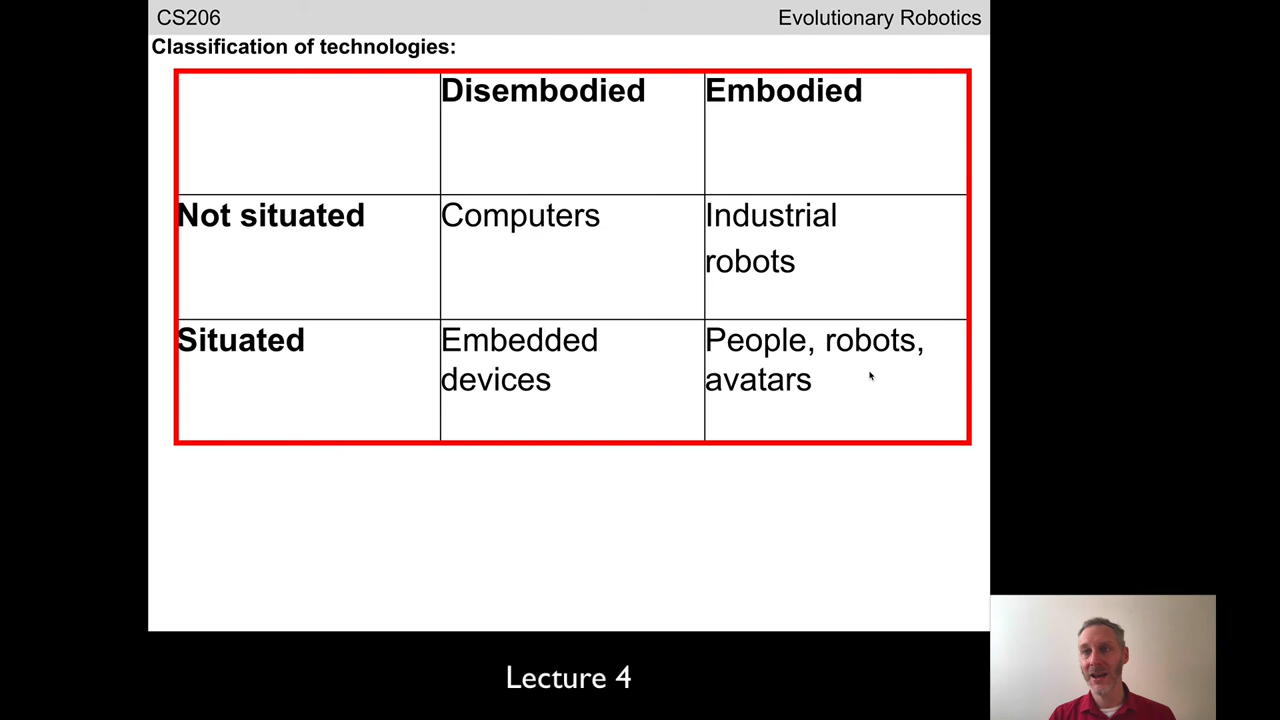 CS206
Evolutionary Robotics
Classification of technologies:
Disembodied
Embodied
Not situated
Computers
Industrial
robots
Situated
Embedded
devices
People, robots,
avatars
Lecture 4